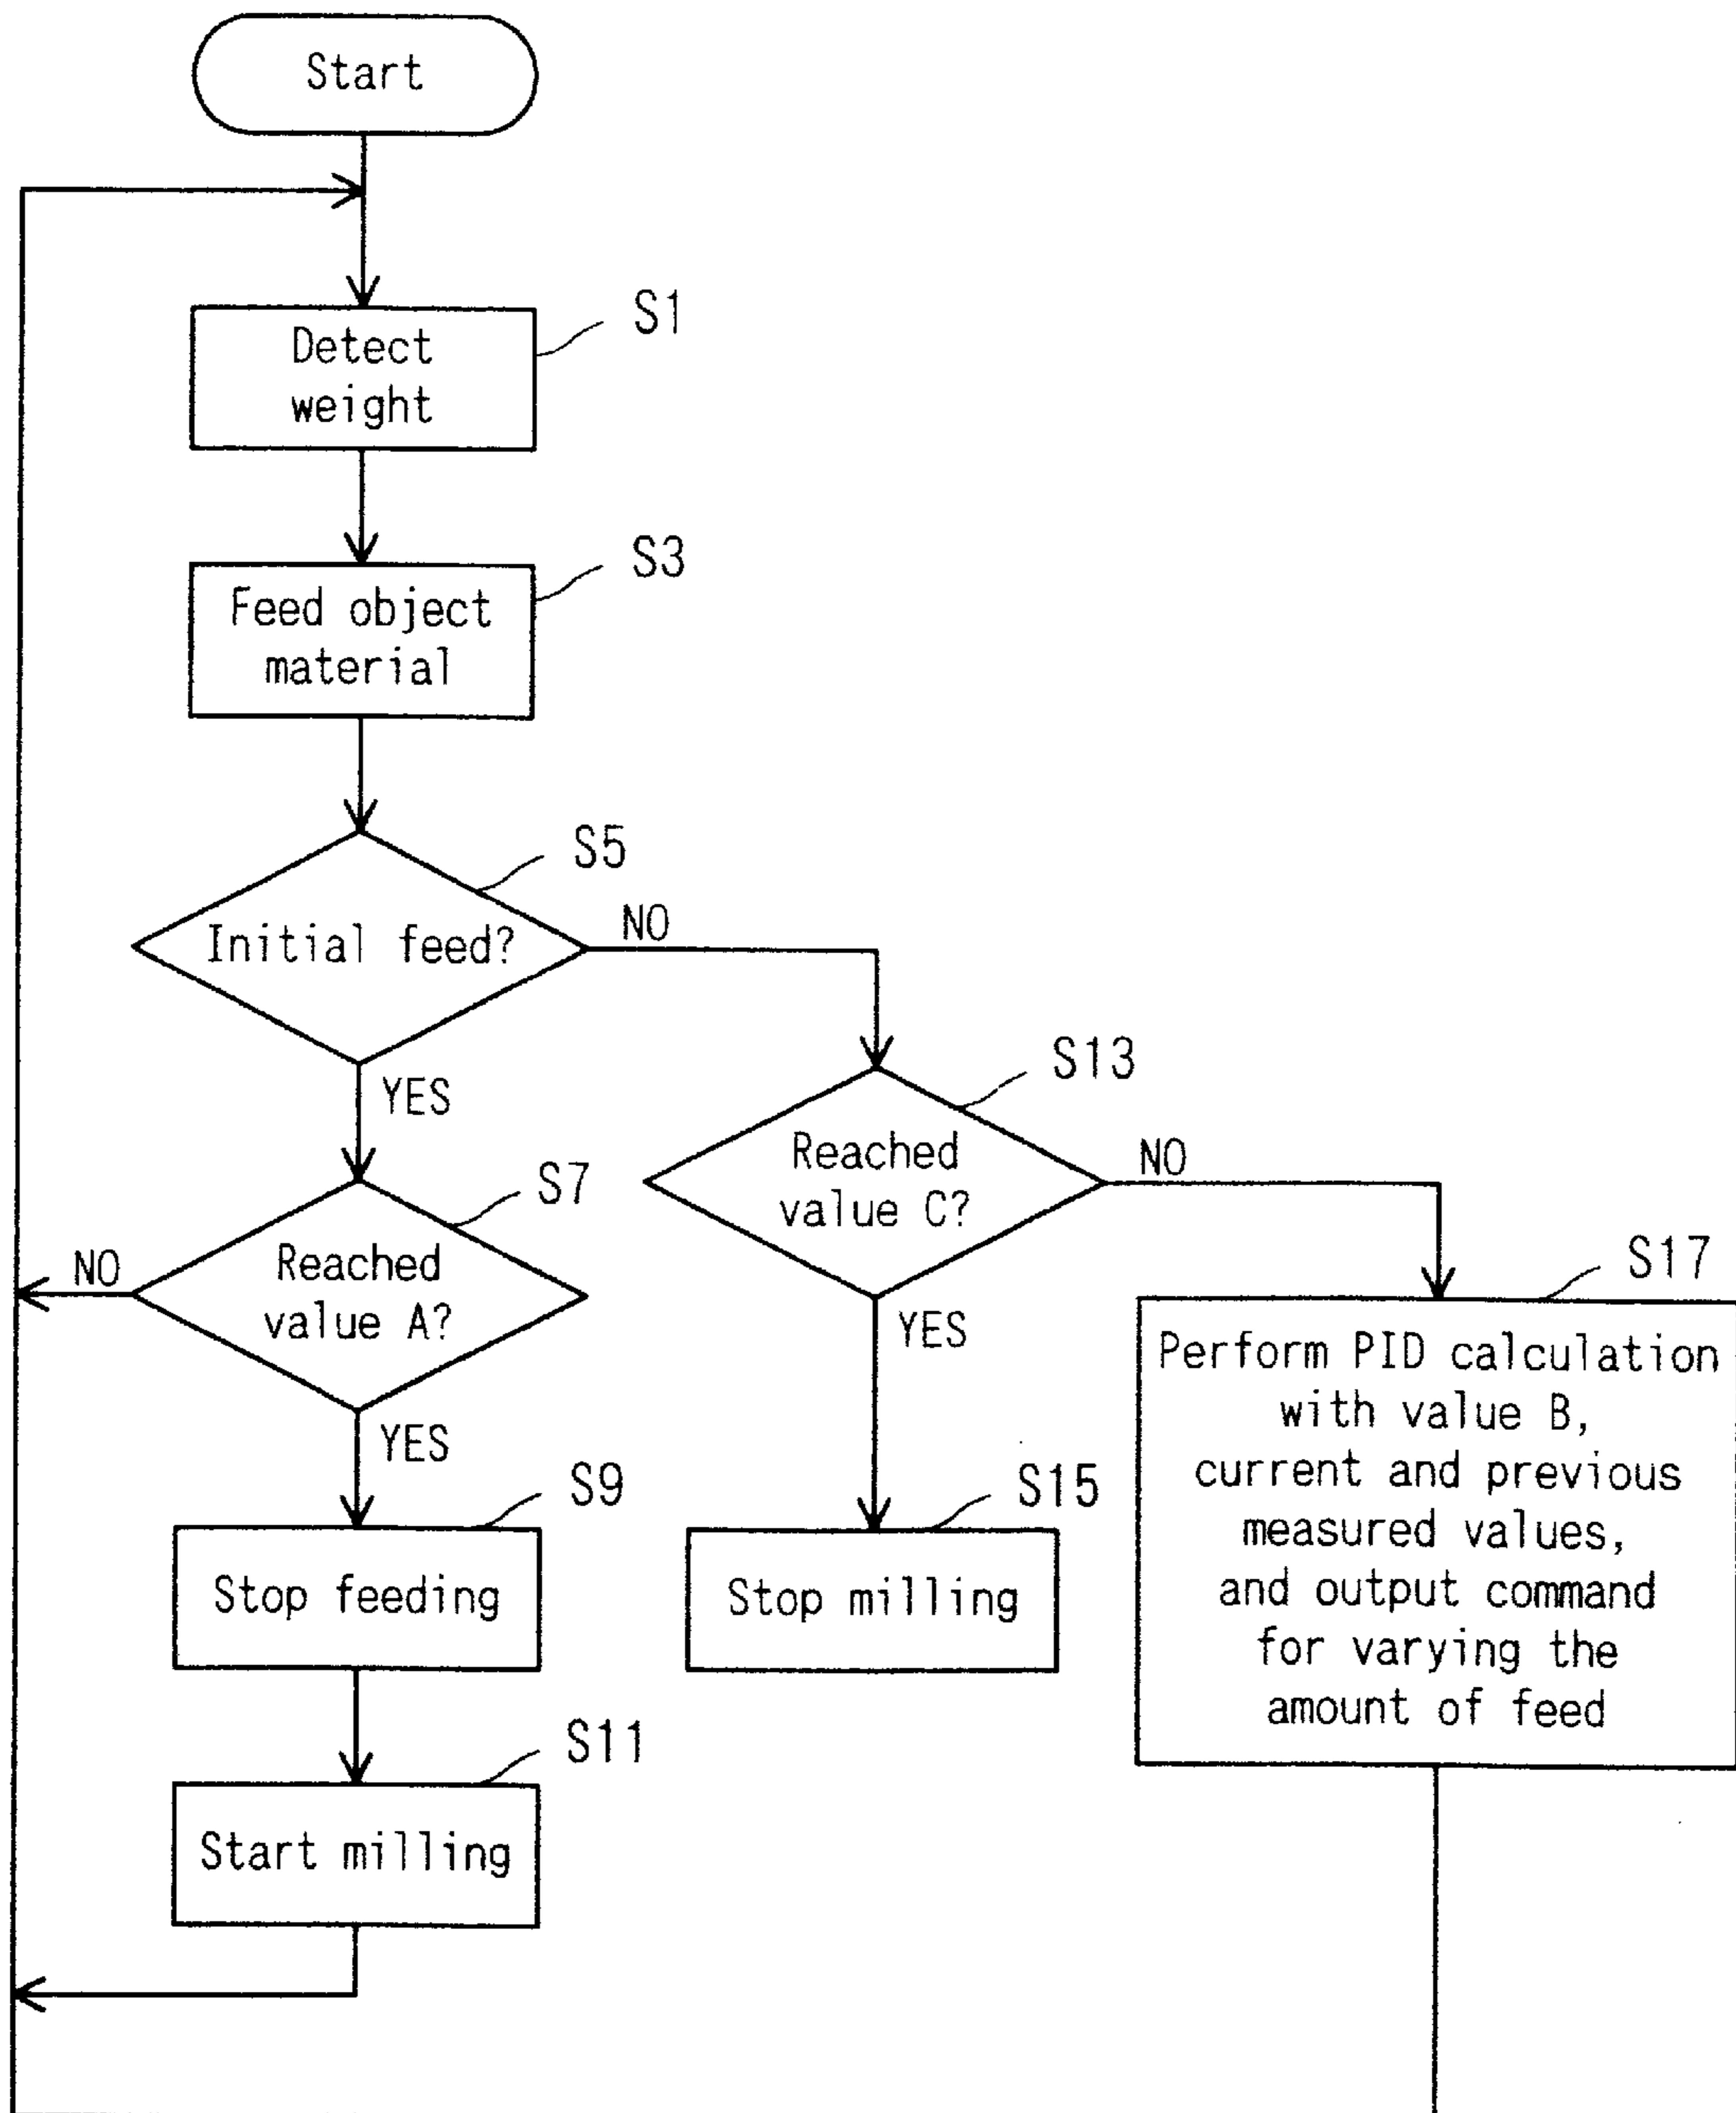 Start
S1
Detect
weight
S3
Feed object
material
S5
Initial feed?
NO
YES
S13
Reached
value C?
NO
YES
S7
Reached
value A?
NO
YES
S17
Perform PID calculation
with value B,
current and previous
measured values,
and output command
for varying the
amount of feed
S9
Stop feeding
S15
Stop milling
S11
Start milling